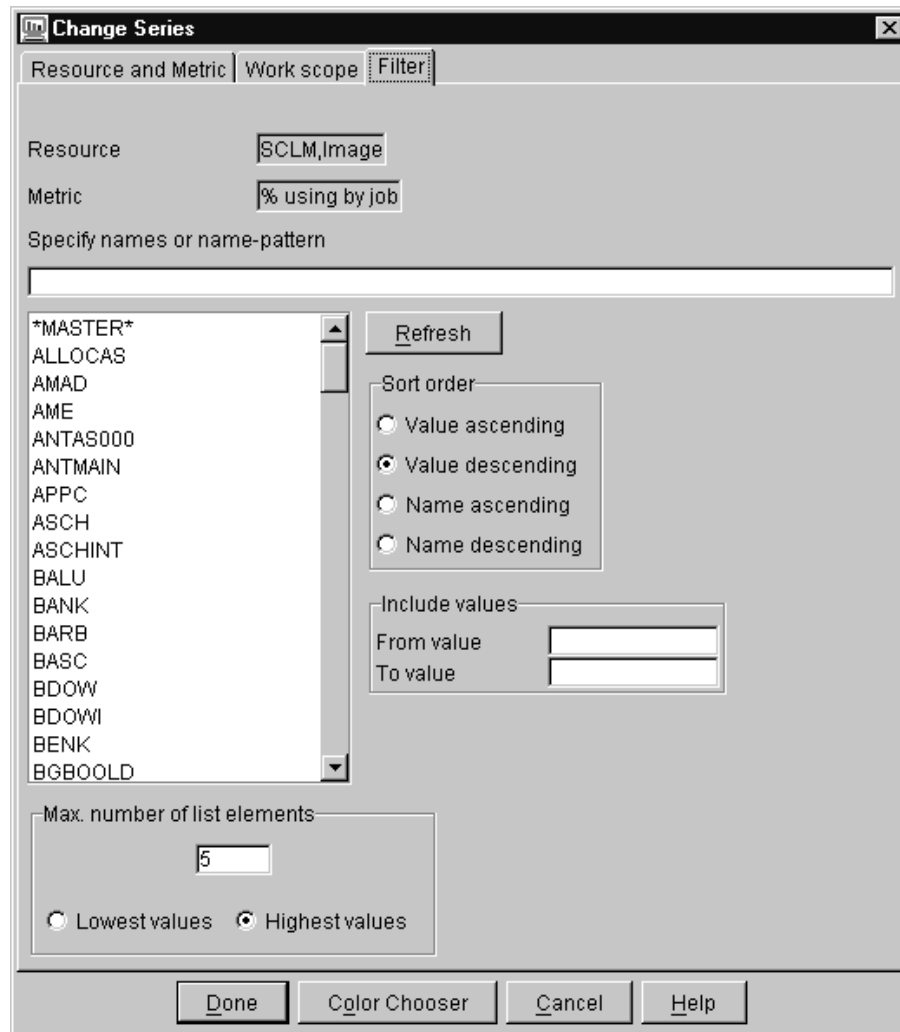 Change Series
Resource and Metric Work scope Filter
Resource SCLM,Image
Metric % using by job
Specify names or name-pattern
*MASTER*
ALLOCAS
AMAD
AME
ANTAS000
ANTMAIN
APPC
ASCH
ASCHINT
BALU
BANK
BARB
BASC
BDOW
BDOWI
BENK
BGBOOLD
Refresh
Sort order
Value ascending
Value descending
Name ascending
Name descending
Include values
From value
To value
Max. number of list elements
5
Lowest values Highest values
Done Color Chooser Cancel Help